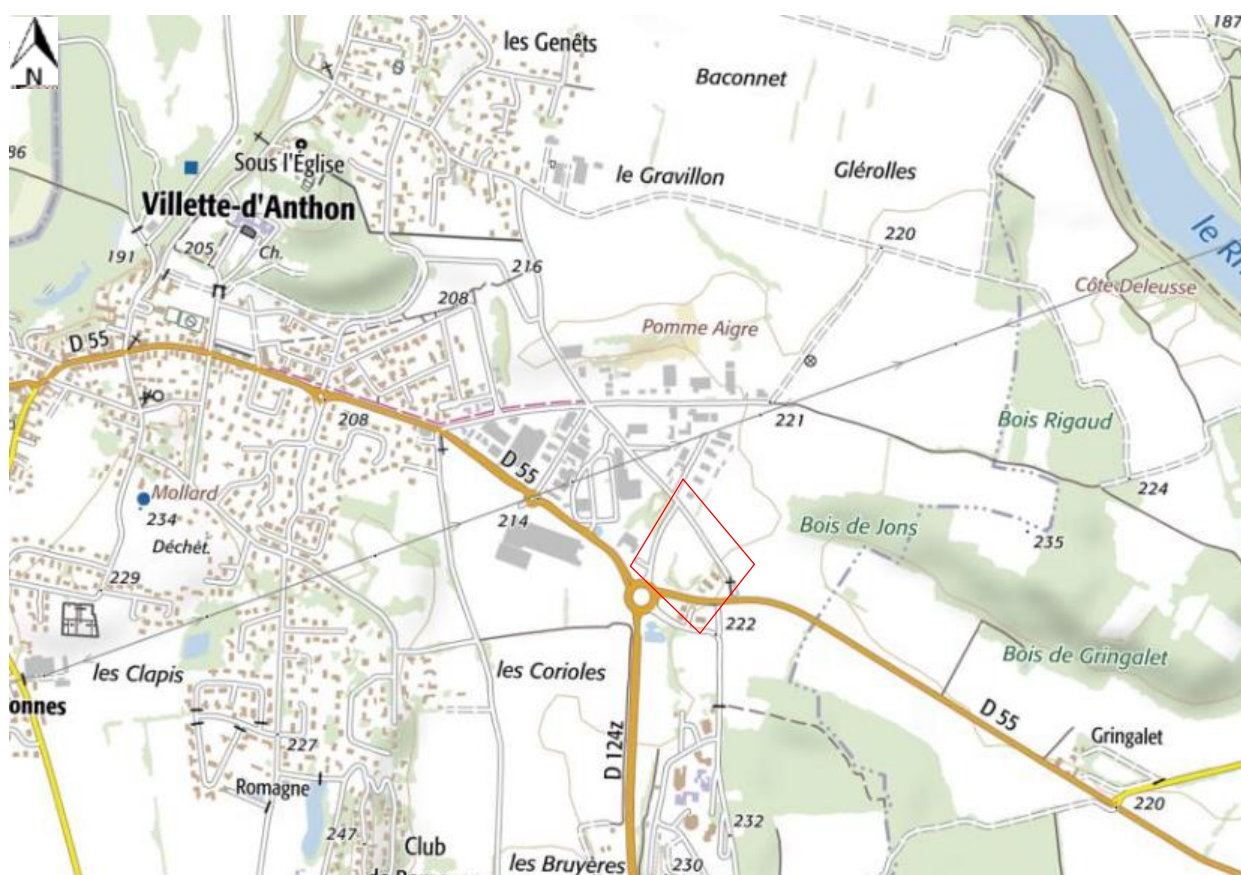 N
les Genêts
187
Baconnet
86
Sous l'Église
le Gravillon
Glérolles
Villette-d'Anthon
205
Ch.
191
216
220
le Rh
208
Côte Deleusse
D 55
Pomme Aigre
208
221
Bois Rigaud
D 55
224
Mollard
234
214
Bois de Jons
235
Déchèt.
229
222
les Clapis
les Corioles
Bois de Gringalet
onnes
D 55
227
D 124z
Gringalet
Romagne
220
247
Club
232
les Bruyères
230